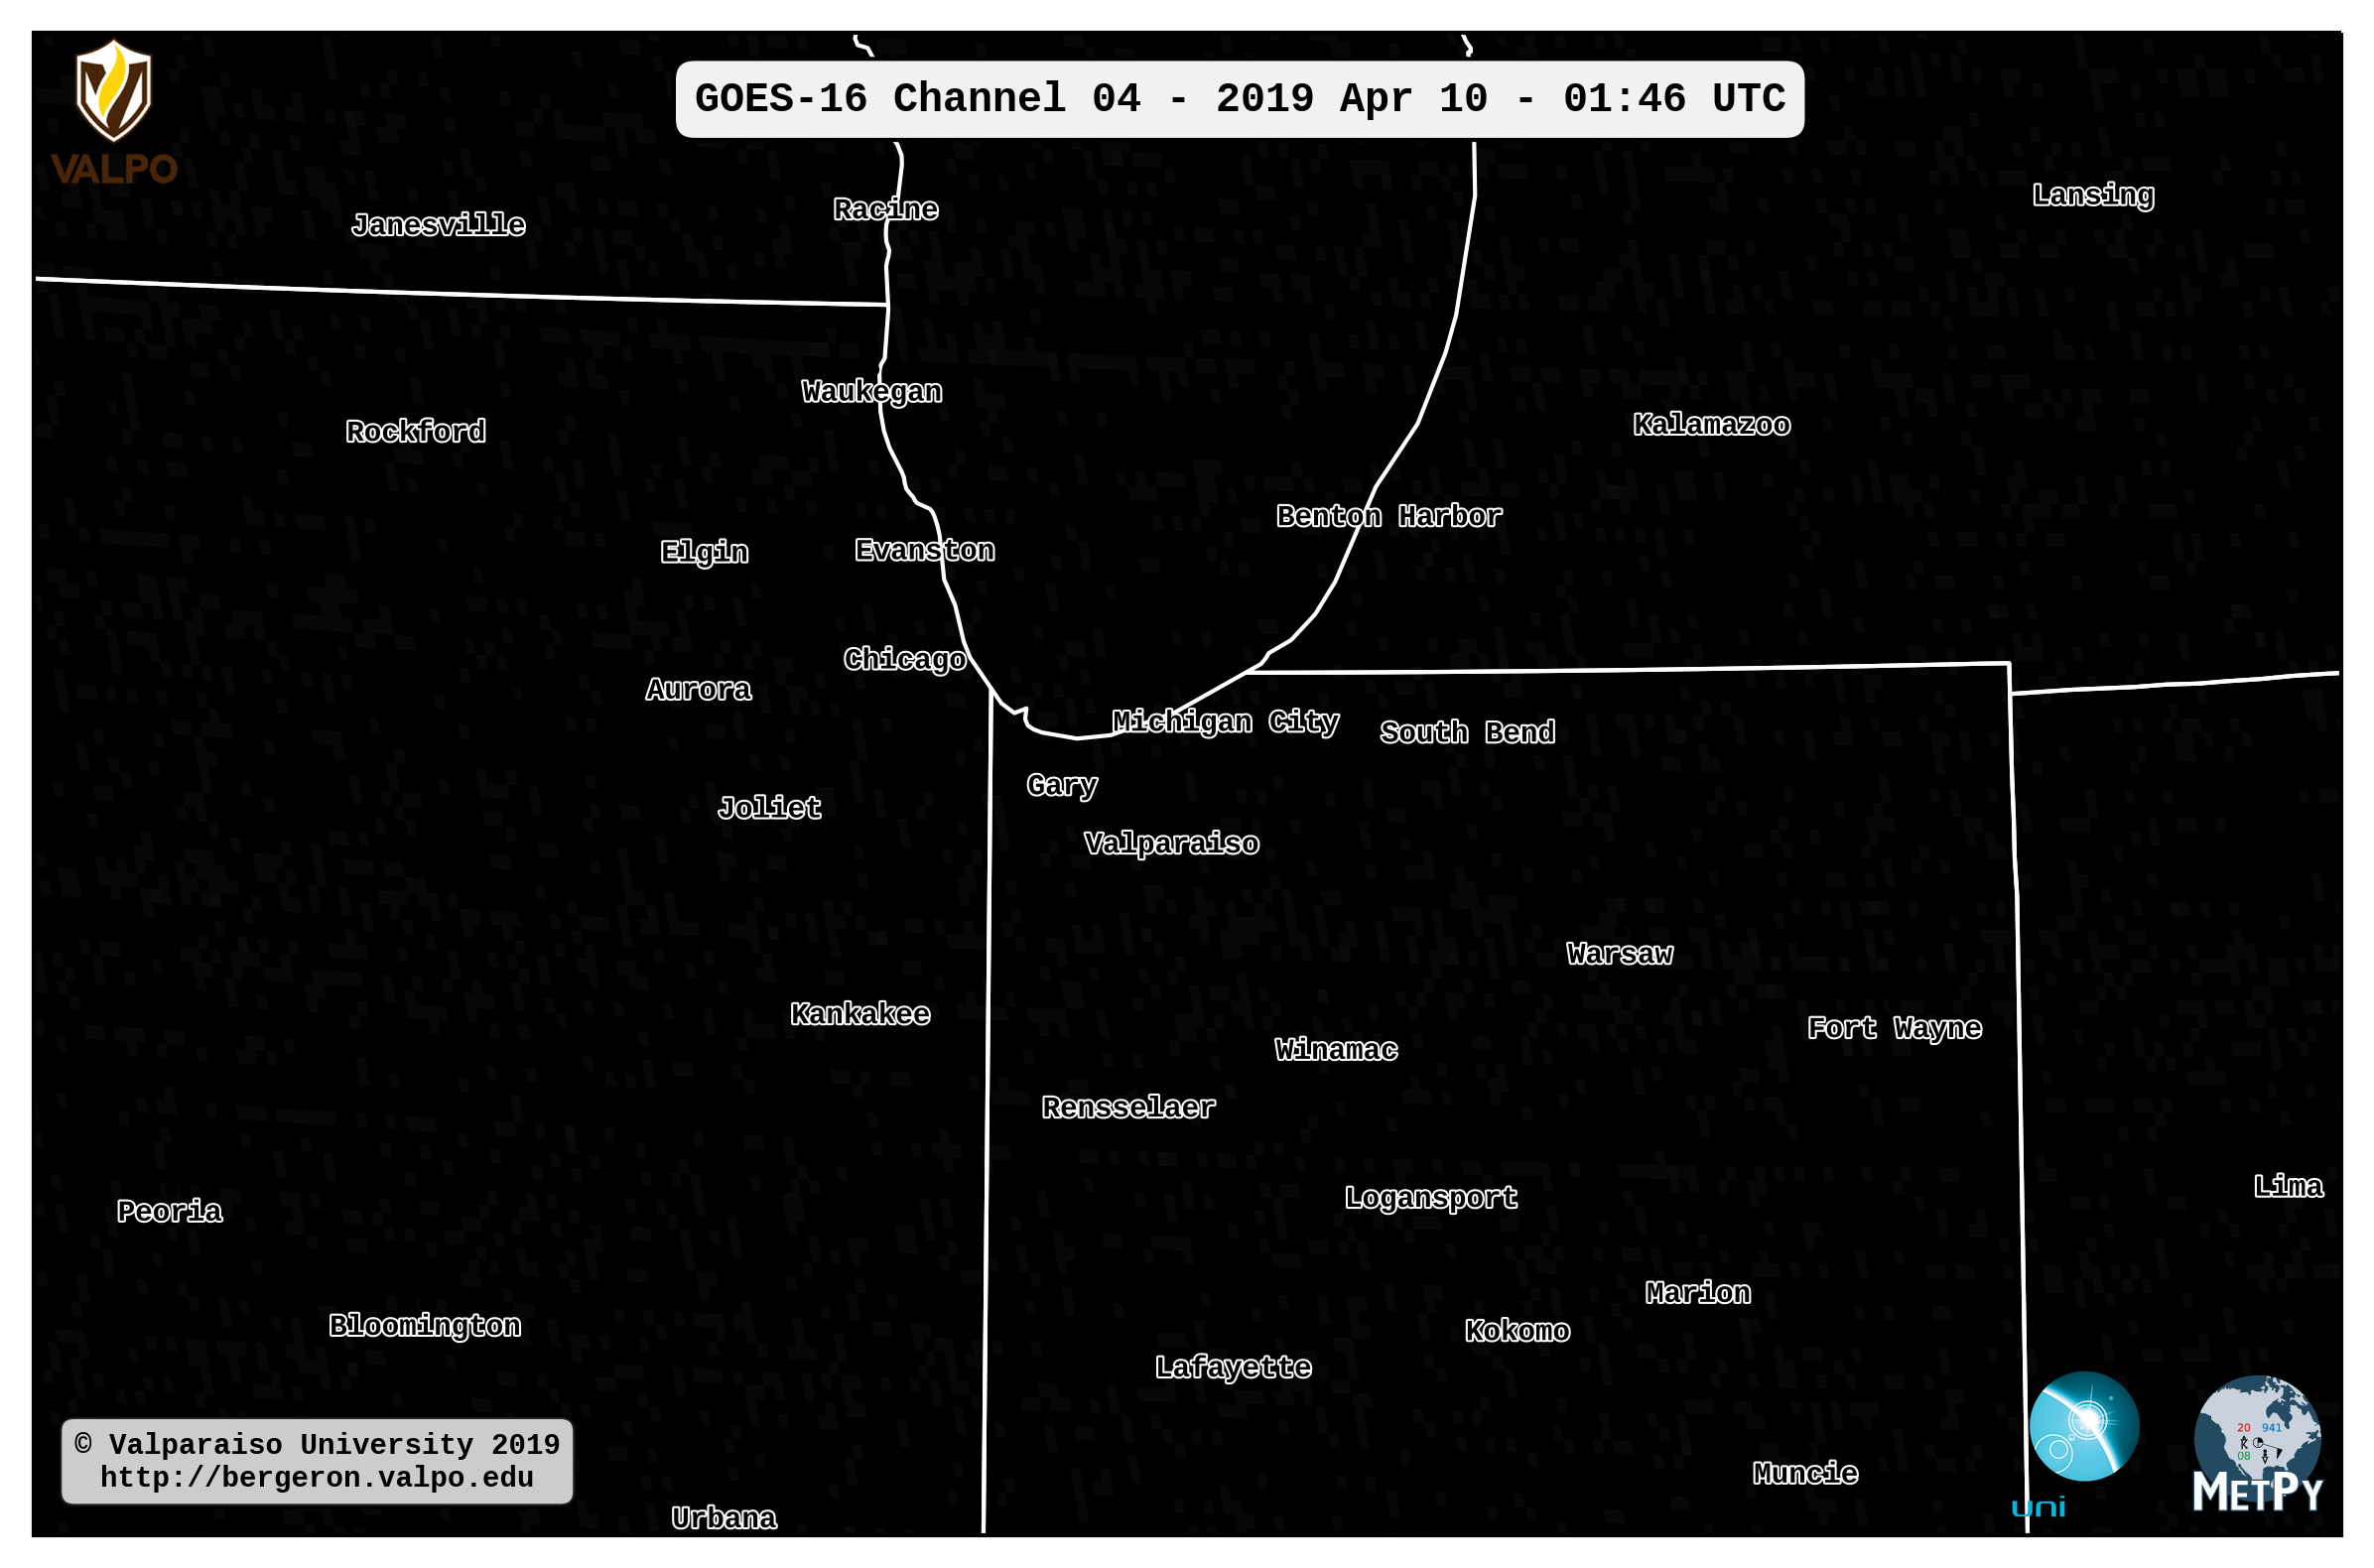 GOES-16 Channel 04 - 2019 Apr 10 - 01:46 UTC
VALPO
Lansing
Racine
Janesville
Waukegan
Kalamazoo
Rockford
Benton Harbor
Evanston
Elgin
Chicago
Aurora
Michigan City
South Bend
Gary
Joliet
Valparaiso
Warsaw
Kankakee
Fort Wayne
Winamac
Rensselaer
Lima
Logansport
Peoria
Marion
Bloomington
Kokomo
Lafayette
20 941
08
© Valparaiso University 2019
http://bergeron.valpo.edu
Muncie
METPY
uni
Urbana